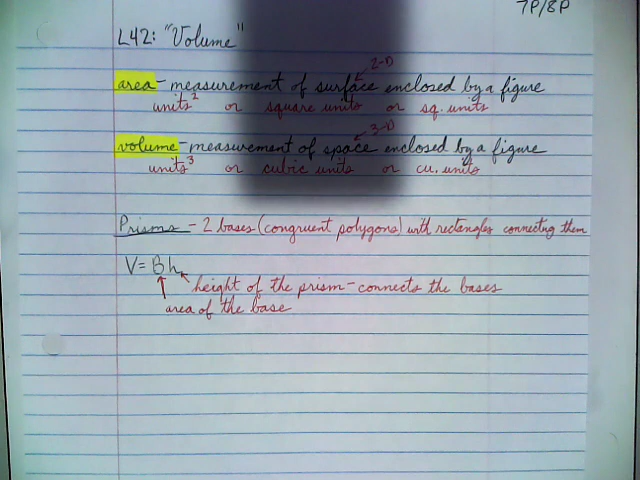 7P/8P
L42: "Volume"
2-D
area - measurement of surface enclosed by a figure
units² or square units or sq. units
3-D
volume - measurement of space enclosed by a figure
units³ or cubic units or cu. units
Prisms - 2 bases (congruent polygons) with rectangles connecting them
V = Bh
height of the prism - connects the bases
area of the base